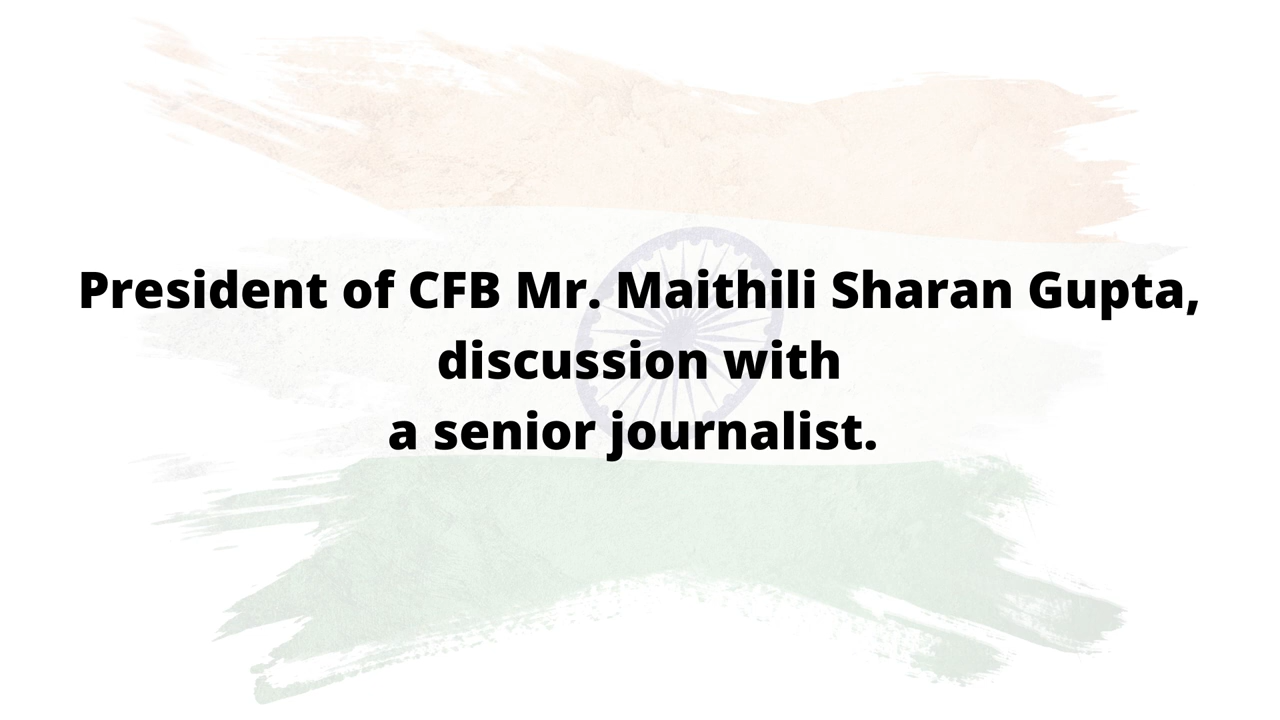 President of CFB Mr. Maithili Sharan Gupta,
discussion with
a senior journalist.